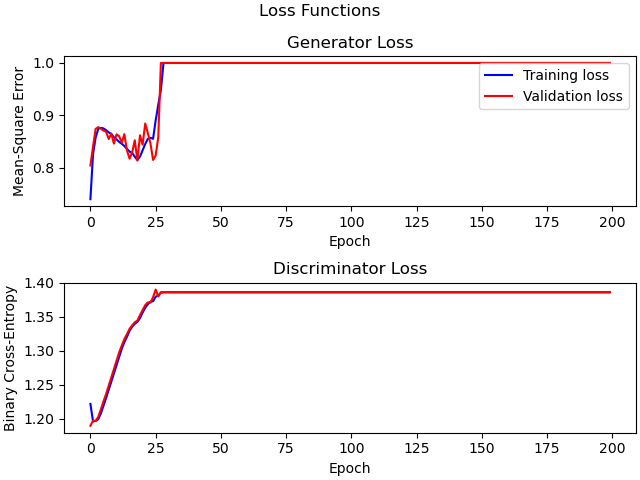 Loss Functions
Generator Loss
Mean-Square Error
1.0
0.9
0.8
Training loss
Validation loss
0 25 50 75 100 125 150 175 200
Epoch
Discriminator Loss
Binary Cross-Entropy
1.40
1.35
1.30
1.25
1.20
0 25 50 75 100 125 150 175 200
Epoch